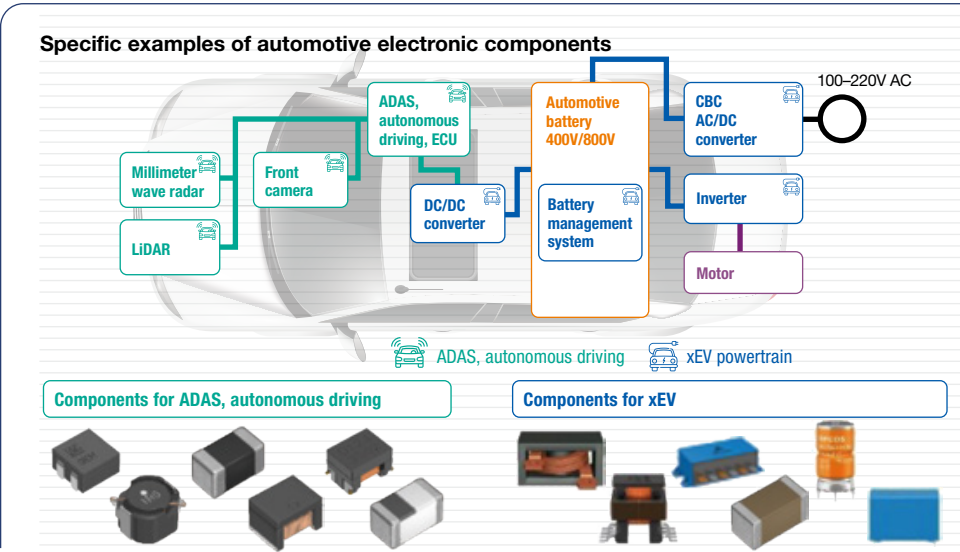 Specific examples of automotive electronic components
100–220V AC
ADAS,
autonomous
driving, ECU
Automotive
battery
400V/800V
CBC
AC/DC
converter
Millimeter
wave radar
Front
camera
DC/DC
converter
Battery
management
system
Inverter
LiDAR
Motor
ADAS, autonomous driving
xEV powertrain
Components for ADAS, autonomous driving
Components for xEV